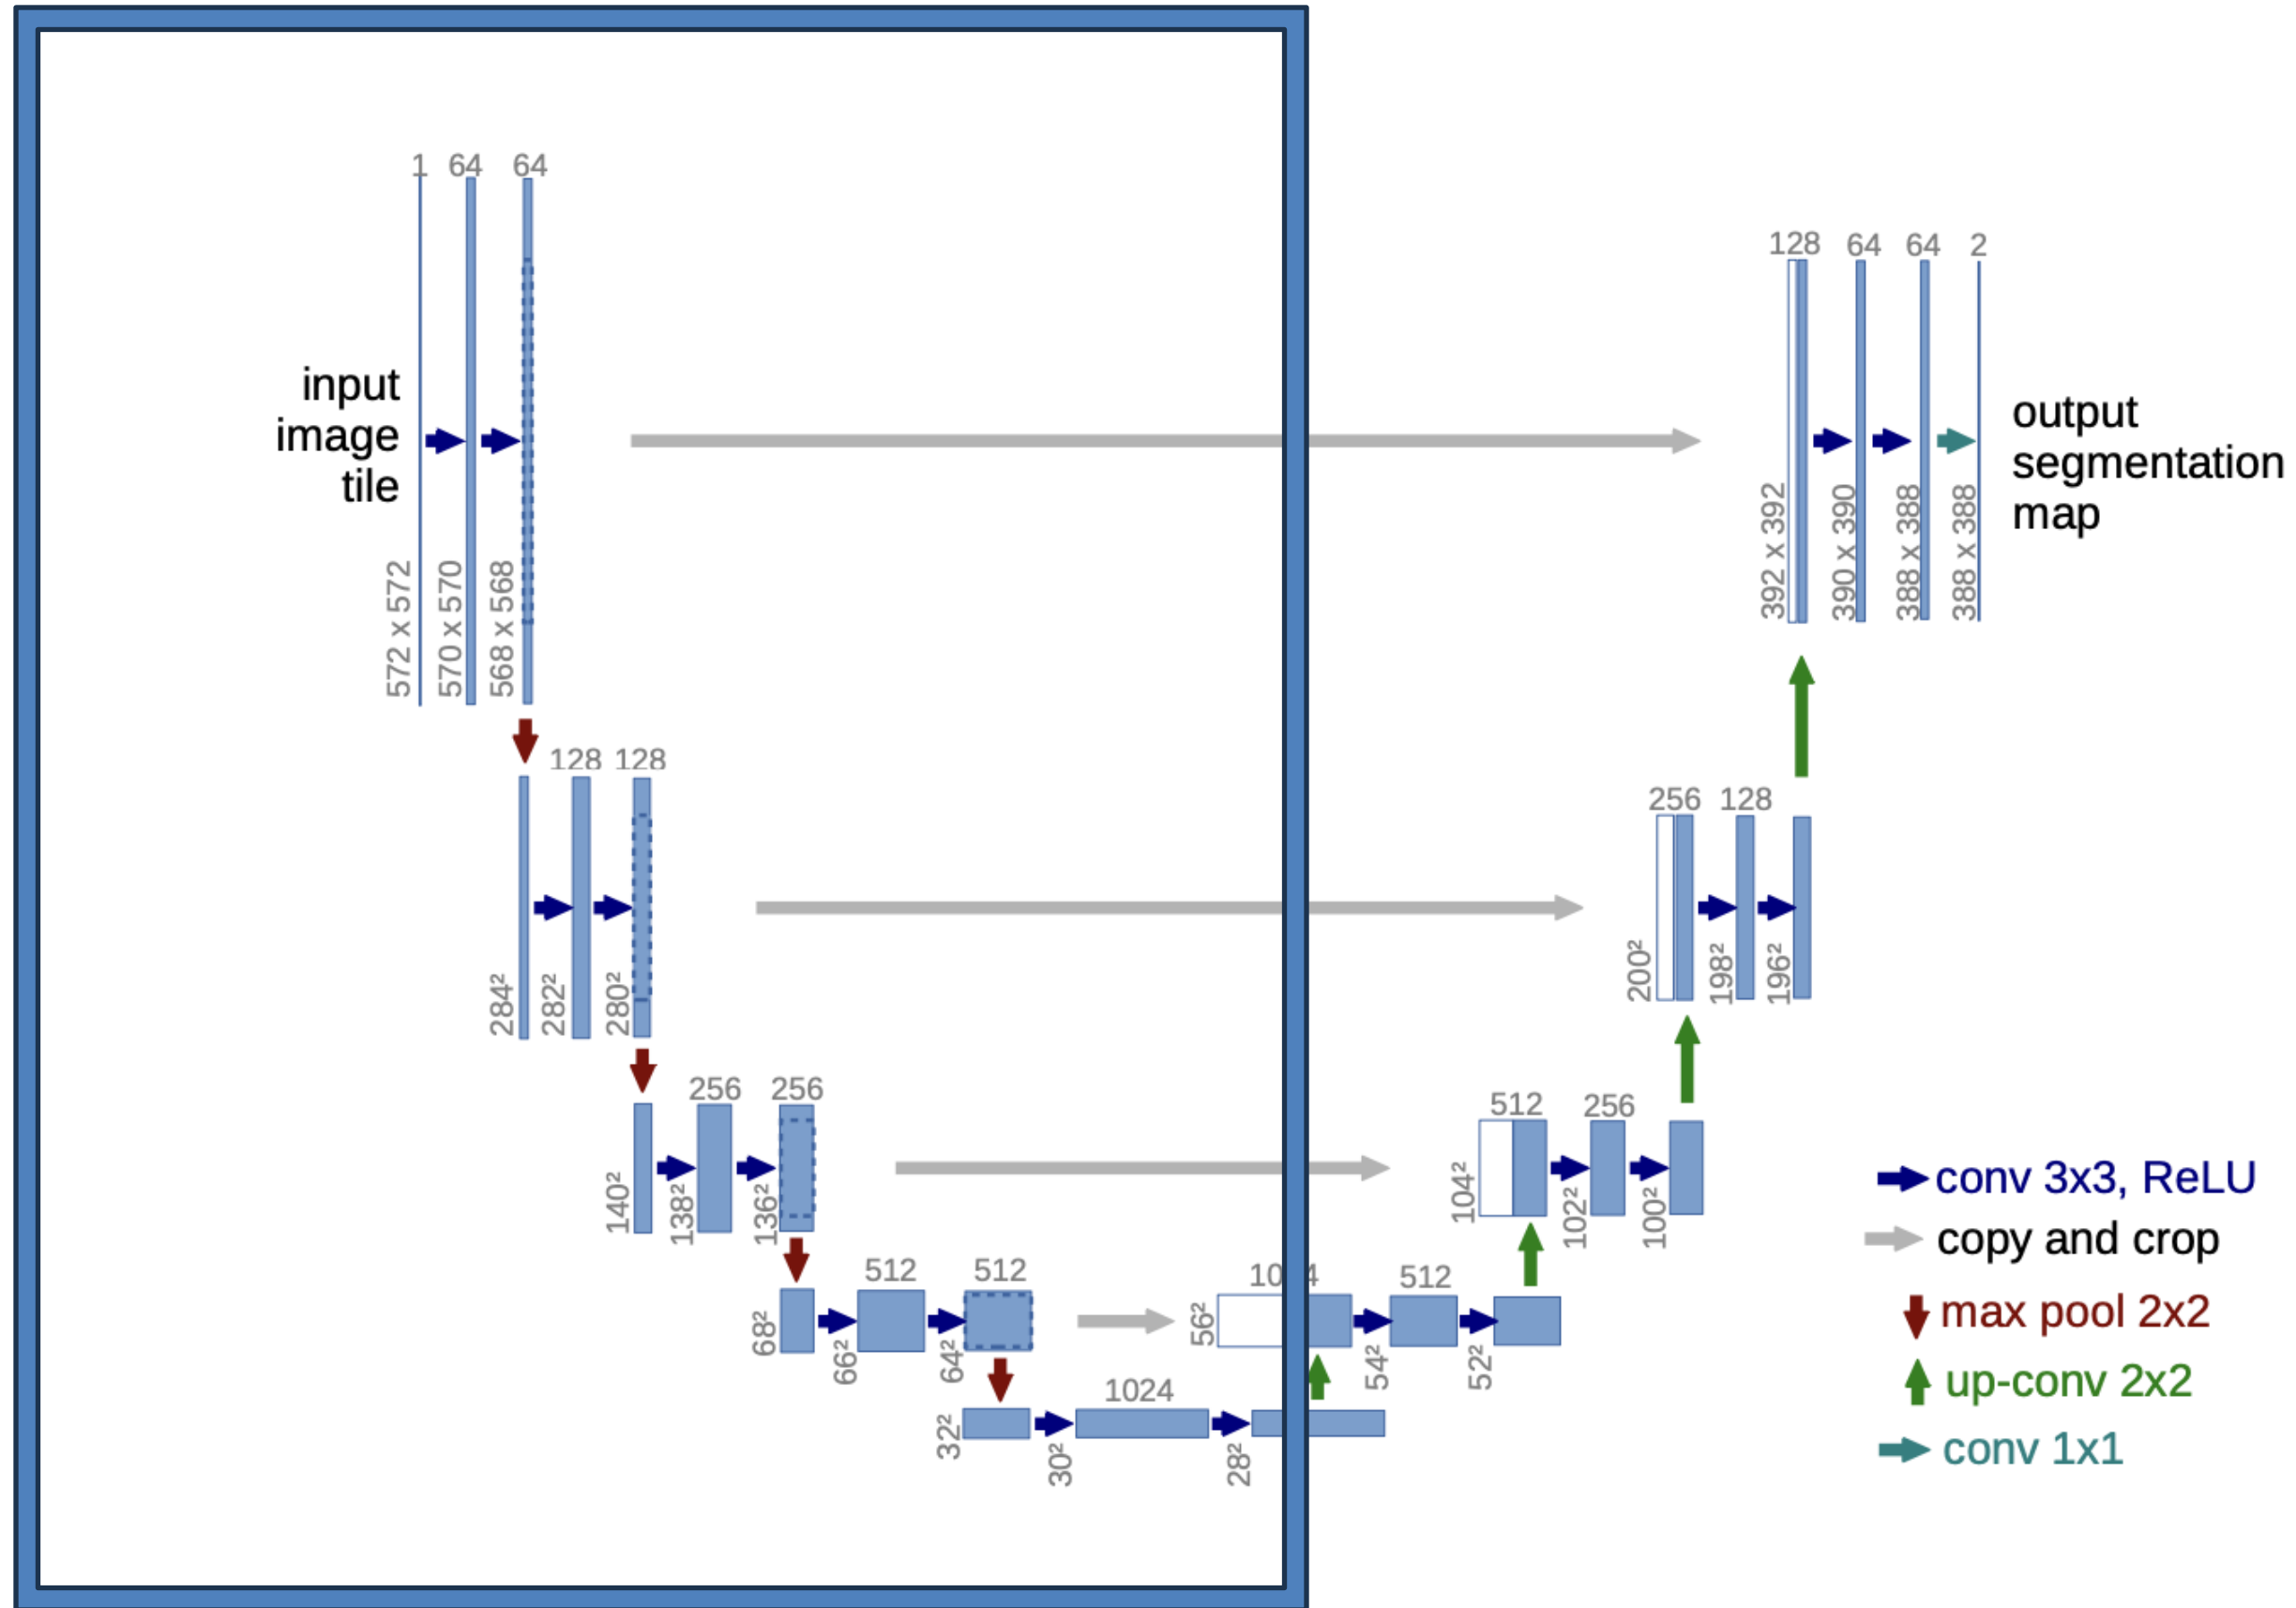 1 64 64
input
image
tile
572 x 572
570 x 570
568 x 568
128 128
284²
282²
280²
256 256
140²
138²
136²
512 512
68²
66²
64²
1024
32²
30²
28²
56²
512
54²
52²
512 256
104²
102²
100²
256 128
200²
198²
196²
128 64 64 2
392 x 392
390 x 390
388 x 388
388 x 388
output
segmentation
map
conv 3x3, ReLU
copy and crop
max pool 2x2
up-conv 2x2
conv 1x1